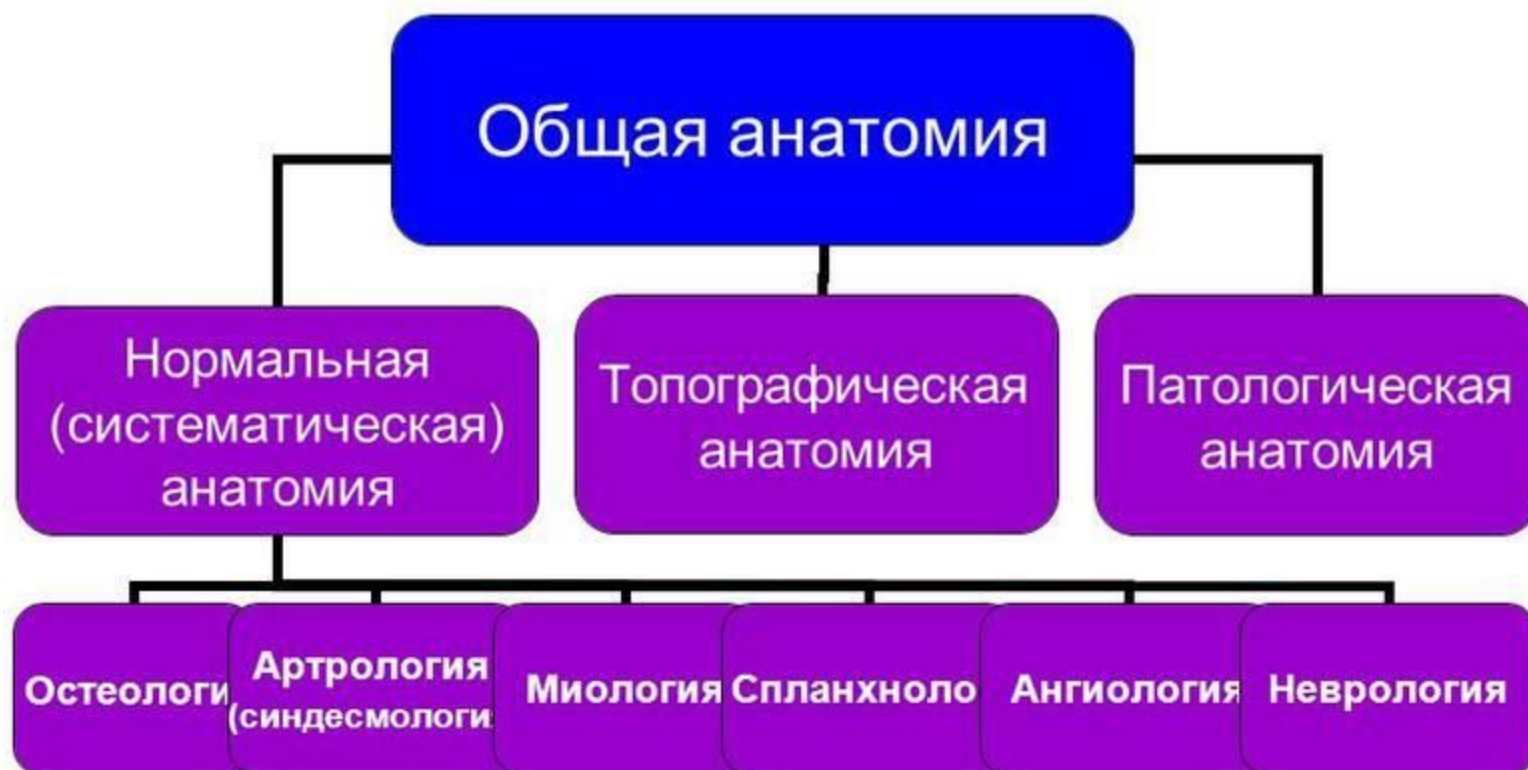 Общая анатомия
Нормальная
(систематическая)
анатомия
Топографическая
анатомия
Патологическая
анатомия
Остеологи
Артрология
(синдесмологи
Миология
Спланхноло
Ангиология
Неврология